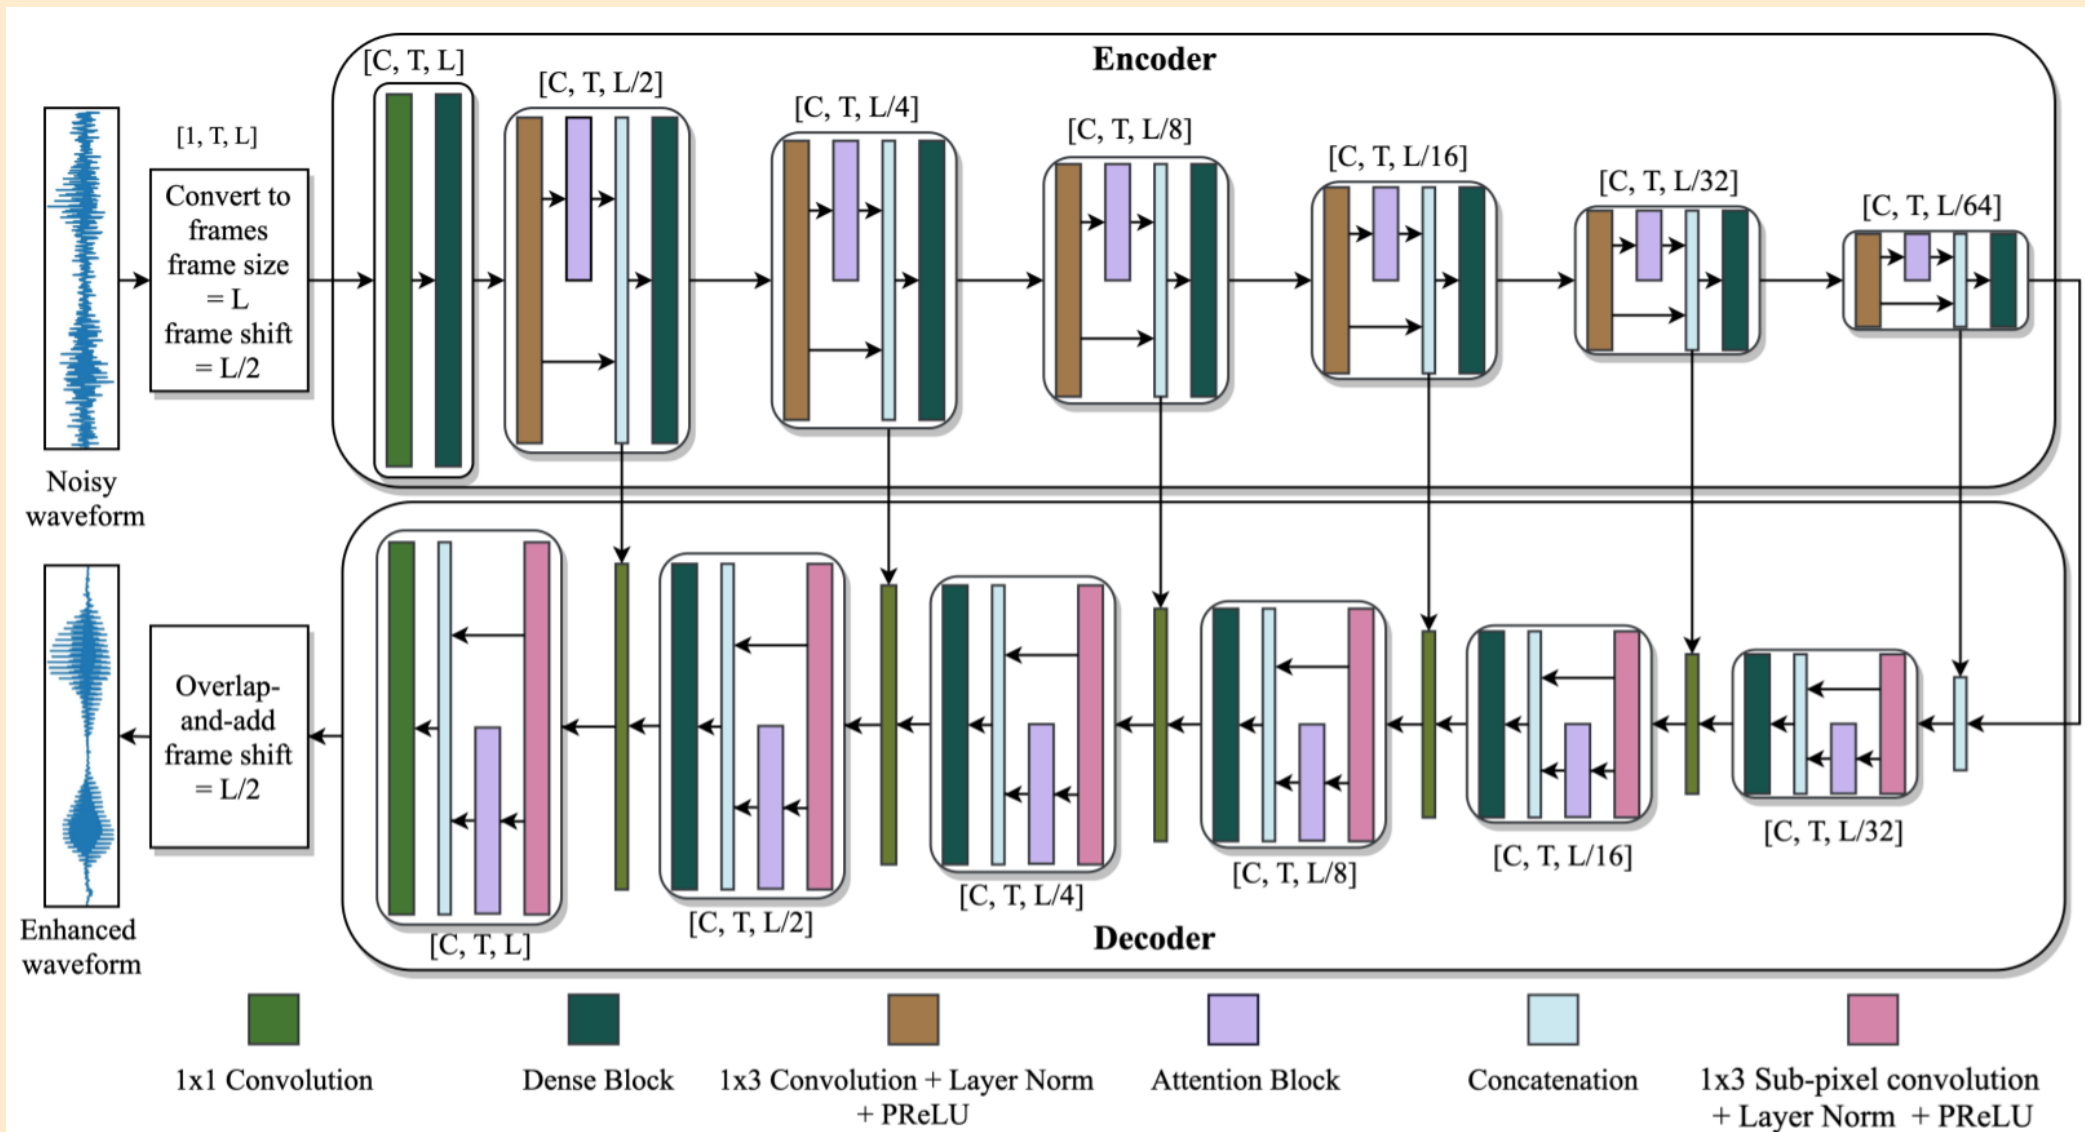 Encoder
[C, T, L]
[C, T, L/2]
[C, T, L/4]
[C, T, L/8]
[C, T, L/16]
[C, T, L/32]
[C, T, L/64]
[1, T, L]
Convert to
frames
frame size
= L
frame shift
= L/2
Noisy
waveform
Overlap-
and-add
frame shift
= L/2
Enhanced
waveform
[C, T, L]
[C, T, L/2]
[C, T, L/4]
[C, T, L/8]
[C, T, L/16]
[C, T, L/32]
Decoder
1x1 Convolution
Dense Block
1x3 Convolution + Layer Norm
+ PReLU
Attention Block
Concatenation
1x3 Sub-pixel convolution
+ Layer Norm + PReLU